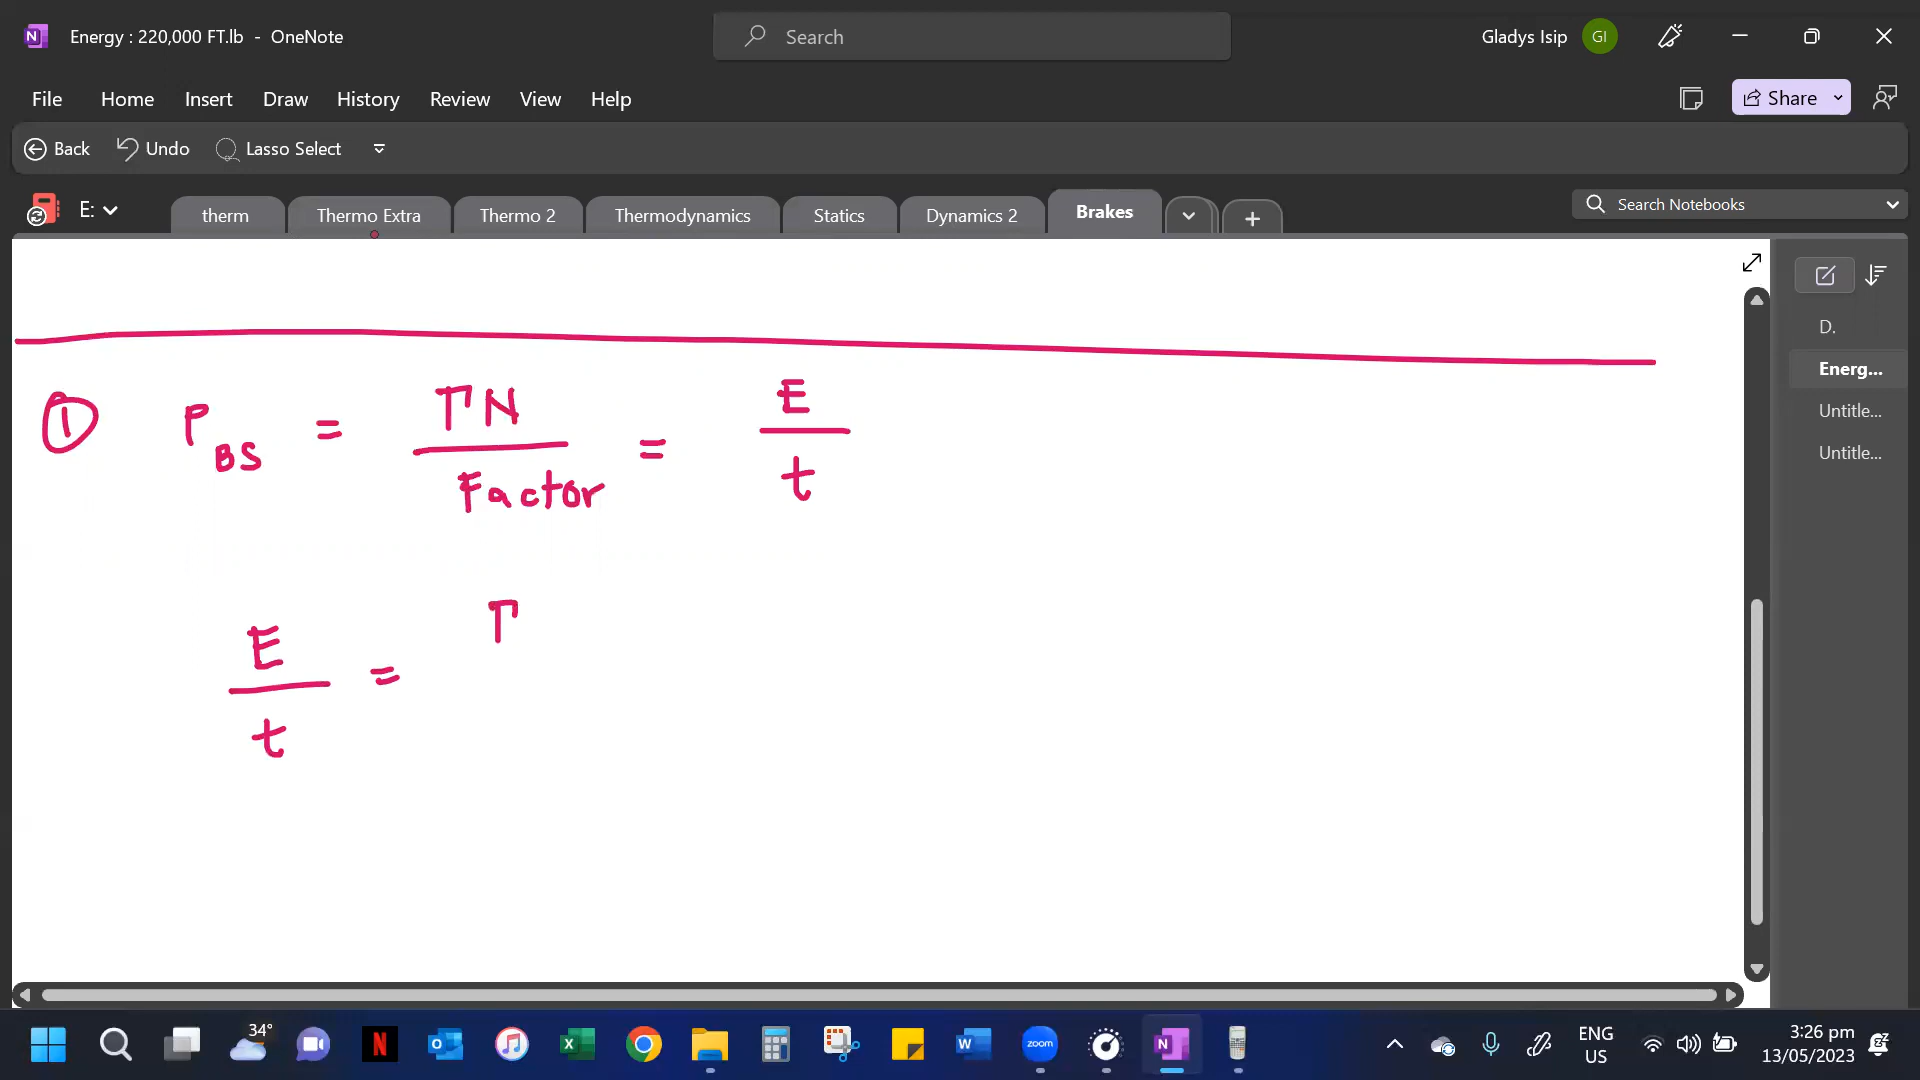 Energy : 220,000 FT.lb - OneNote
Search
Gladys Isip
GI
File Home Insert Draw History Review View Help
Share
Back Undo Lasso Select
E:
therm Thermo Extra Thermo 2 Thermodynamics Statics Dynamics 2 Brakes
Search Notebooks
D.
Energ...
Untitle...
Untitle...
① P_BS = TN / Factor = E / t
E / t = T
34°
zoom
ENG
US
3:26 pm
13/05/2023